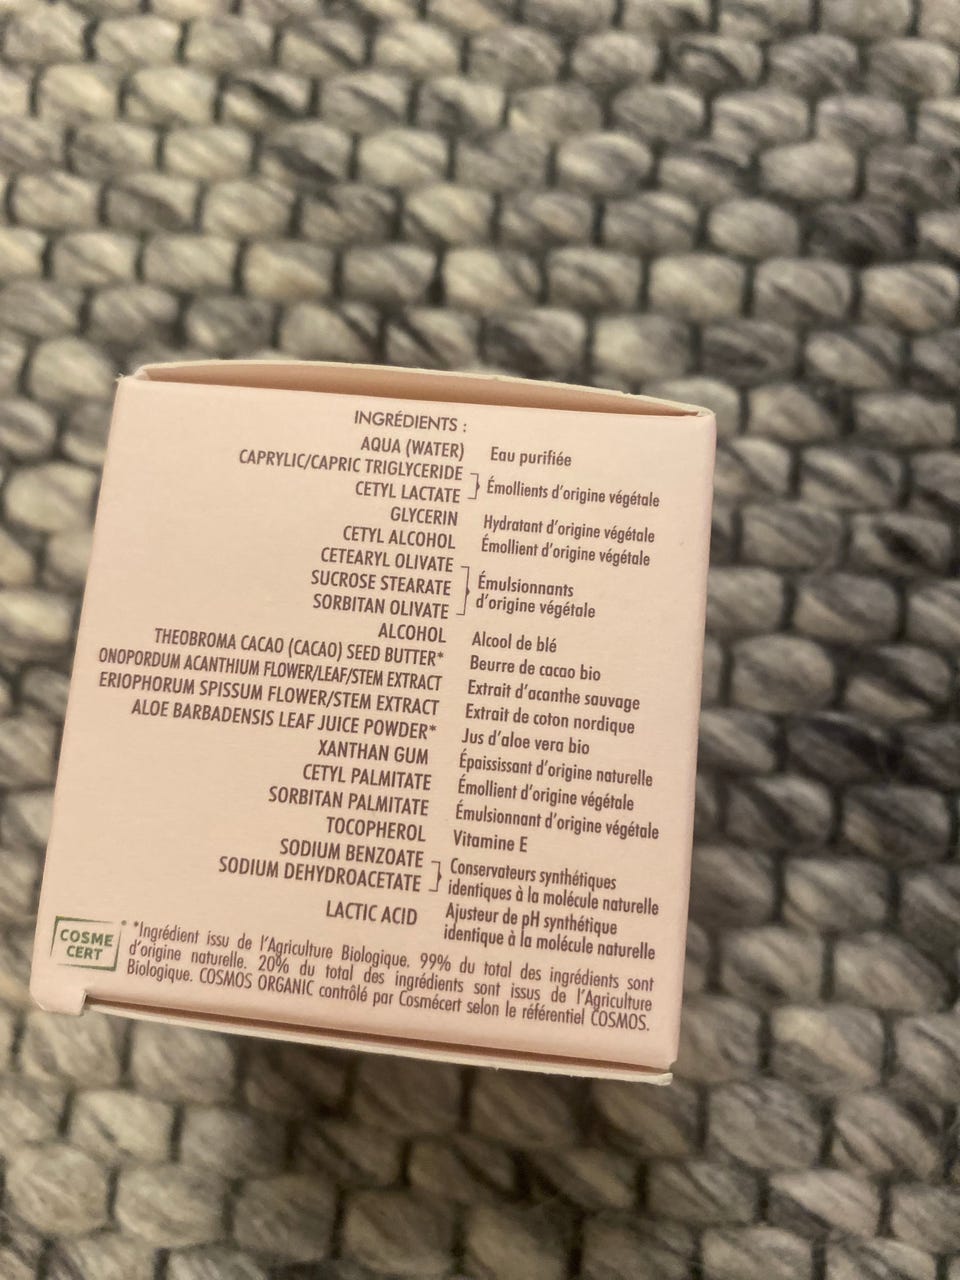 INGRÉDIENTS :
AQUA (WATER) Eau purifiée
CAPRYLIC/CAPRIC TRIGLYCERIDE
CETYL LACTATE Émollients d'origine végétale
GLYCERIN Hydratant d'origine végétale
CETYL ALCOHOL Émollient d'origine végétale
CETEARYL OLIVATE
SUCROSE STEARATE Émulsionnants
SORBITAN OLIVATE d'origine végétale
ALCOHOL Alcool de blé
THEOBROMA CACAO (CACAO) SEED BUTTER* Beurre de cacao bio
ONOPORDUM ACANTHIUM FLOWER/LEAF/STEM EXTRACT Extrait d'acanthe sauvage
ERIOPHORUM SPISSUM FLOWER/STEM EXTRACT Extrait de coton nordique
ALOE BARBADENSIS LEAF JUICE POWDER* Jus d'aloe vera bio
XANTHAN GUM Épaississant d'origine naturelle
CETYL PALMITATE Émollient d'origine végétale
SORBITAN PALMITATE Émulsionnant d'origine végétale
TOCOPHEROL Vitamine E
SODIUM BENZOATE Conservateurs synthétiques
SODIUM DEHYDROACETATE identiques à la molécule naturelle
LACTIC ACID Ajusteur de pH synthétique
identique à la molécule naturelle
COSME
CERT
*Ingrédient issu de l'Agriculture Biologique. 99% du total des ingrédients sont
d'origine naturelle. 20% du total des ingrédients sont issus de l'Agriculture
Biologique. COSMOS ORGANIC contrôlé par Cosmécert selon le référentiel COSMOS.